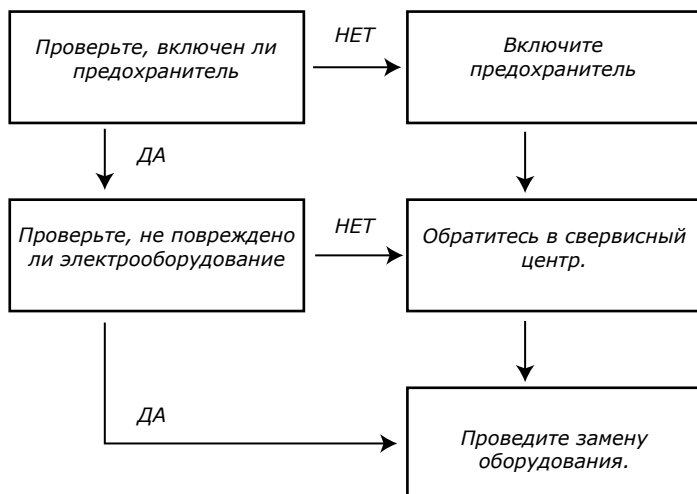 Проверьте, включен ли
предохранитель
НЕТ
Включите
предохранитель
ДА
Проверьте, не повреждено
ли электрооборудование
НЕТ
Обратитесь в свервисный
центр.
ДА
Проведите замену
оборудования.